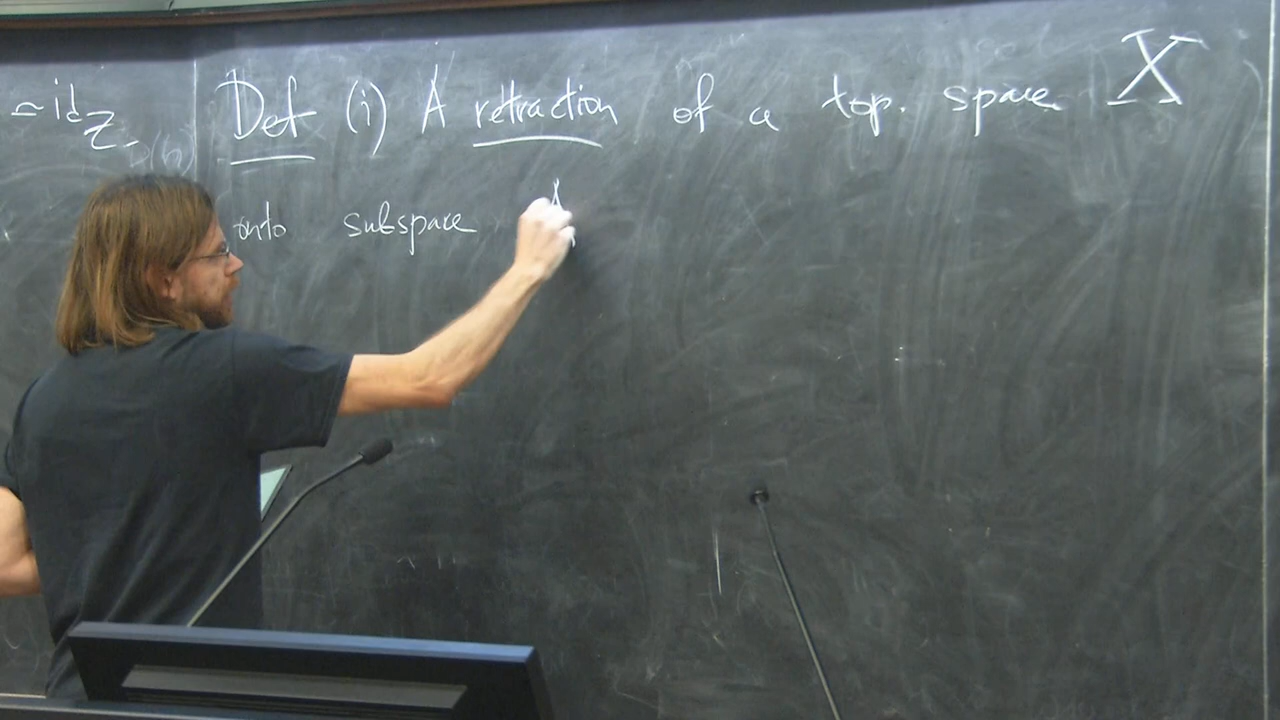 ≃ id_Z.
Def (i) A retraction of a top. space X
onto subspace A